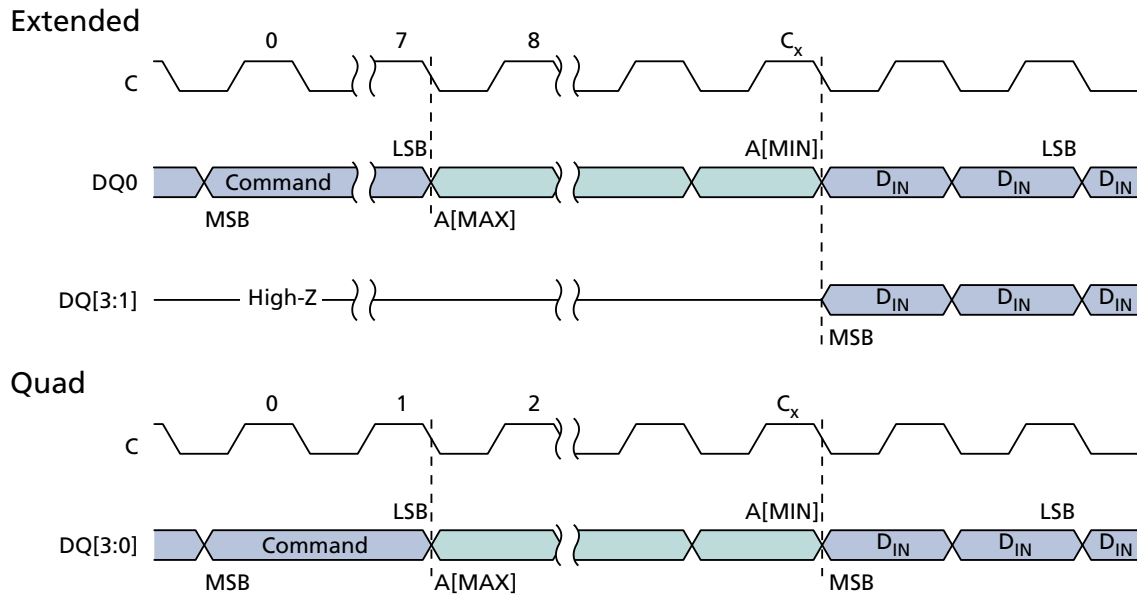 Extended
0 7 8 Cx
C
LSB A[MIN] LSB
DQ0 Command DIN DIN DIN
MSB A[MAX]
DQ[3:1] High-Z DIN DIN DIN
MSB
Quad
0 1 2 Cx
C
LSB A[MIN] LSB
DQ[3:0] Command DIN DIN DIN
MSB A[MAX] MSB